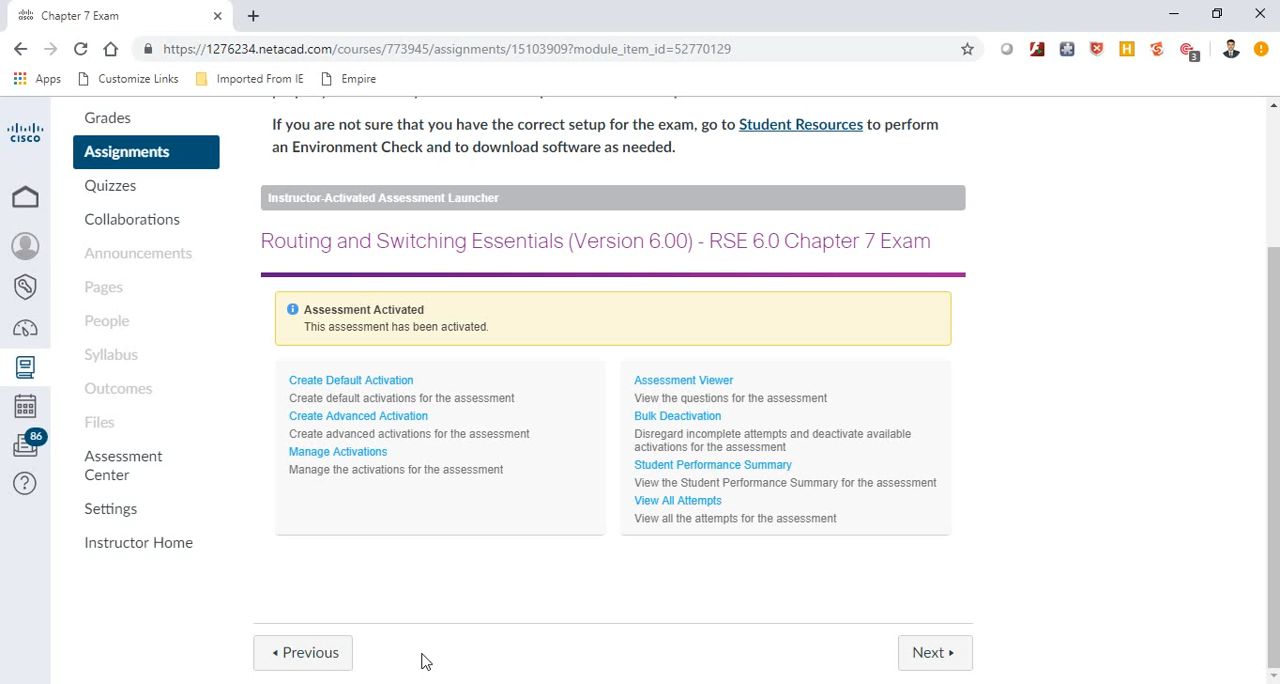 Chapter 7 Exam
https://1276234.netacad.com/courses/773945/assignments/15103909?module_item_id=52770129
3
Apps
Customize Links
Imported From IE
Empire
cisco
Grades
Assignments
Quizzes
Collaborations
Announcements
Pages
People
Syllabus
Outcomes
Files
Assessment
Center
Settings
Instructor Home
86
If you are not sure that you have the correct setup for the exam, go to Student Resources to perform
an Environment Check and to download software as needed.
Instructor-Activated Assessment Launcher
Routing and Switching Essentials (Version 6.00) - RSE 6.0 Chapter 7 Exam
Assessment Activated
This assessment has been activated.
Create Default Activation
Create default activations for the assessment
Create Advanced Activation
Create advanced activations for the assessment
Manage Activations
Manage the activations for the assessment
Assessment Viewer
View the questions for the assessment
Bulk Deactivation
Disregard incomplete attempts and deactivate available
activations for the assessment
Student Performance Summary
View the Student Performance Summary for the assessment
View All Attempts
View all the attempts for the assessment
Previous
Next